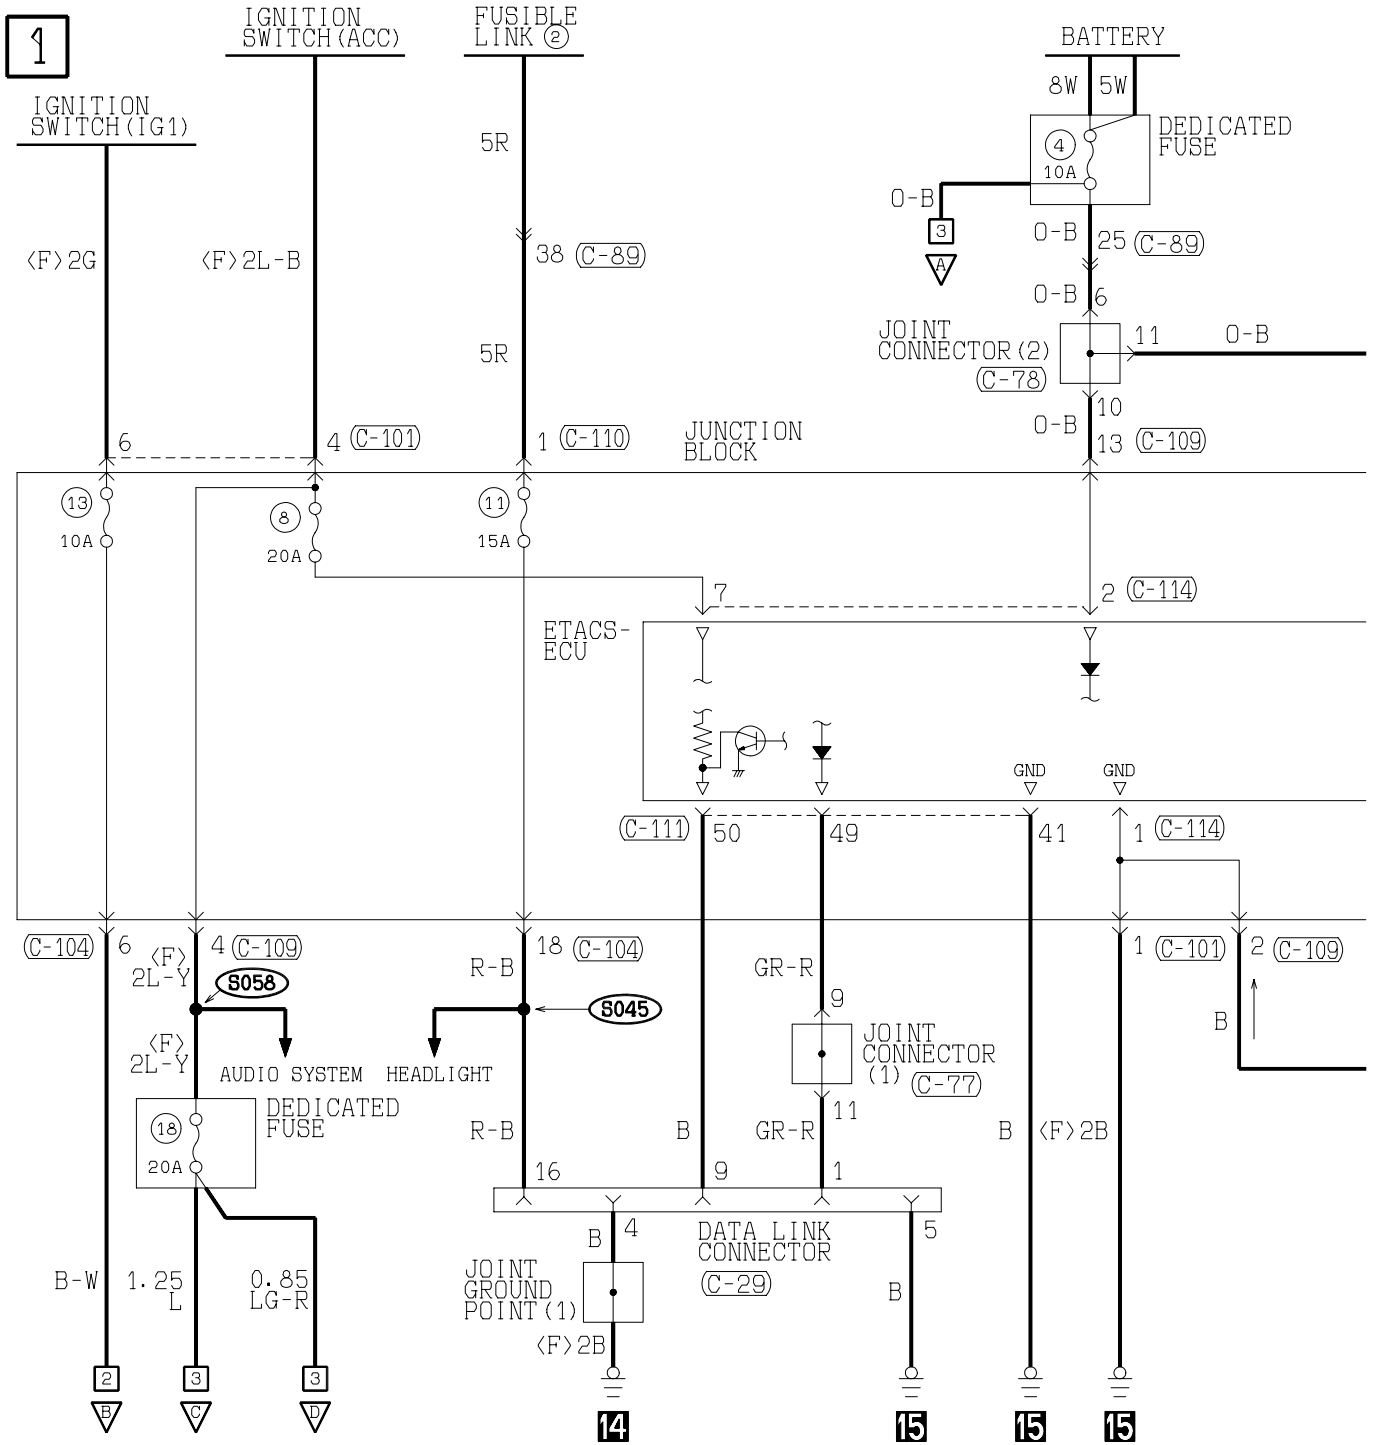 1
IGNITION
SWITCH(ACC)
FUSIBLE
LINK ②
BATTERY
8W
5W
IGNITION
SWITCH(IG1)
DEDICATED
FUSE
4
10A
5R
O-B
3
A
<F>2G
<F>2L-B
38
(C-89)
O-B
25
(C-89)
O-B
6
JOINT
CONNECTOR(2)
(C-78)
11
O-B
5R
10
O-B
13
(C-109)
6
4
(C-101)
1
(C-110)
JUNCTION
BLOCK
13
10A
8
20A
11
15A
7
2
(C-114)
ETACS-
ECU
GND
GND
(C-111)
50
49
41
1
(C-114)
(C-104)
6
4
(C-109)
18
(C-104)
1
(C-101)
2
(C-109)
<F>
2L-Y
S058
R-B
S045
GR-R
9
B
<F>
2L-Y
AUDIO SYSTEM
HEADLIGHT
JOINT
CONNECTOR
(1)
(C-77)
11
DEDICATED
FUSE
18
20A
R-B
B
GR-R
B
<F>2B
16
9
1
4
5
B
DATA LINK
CONNECTOR
(C-29)
JOINT
GROUND
POINT(1)
B-W
1.25
L
0.85
LG-R
B
<F>2B
2
B
3
C
3
D
14
15
15
15